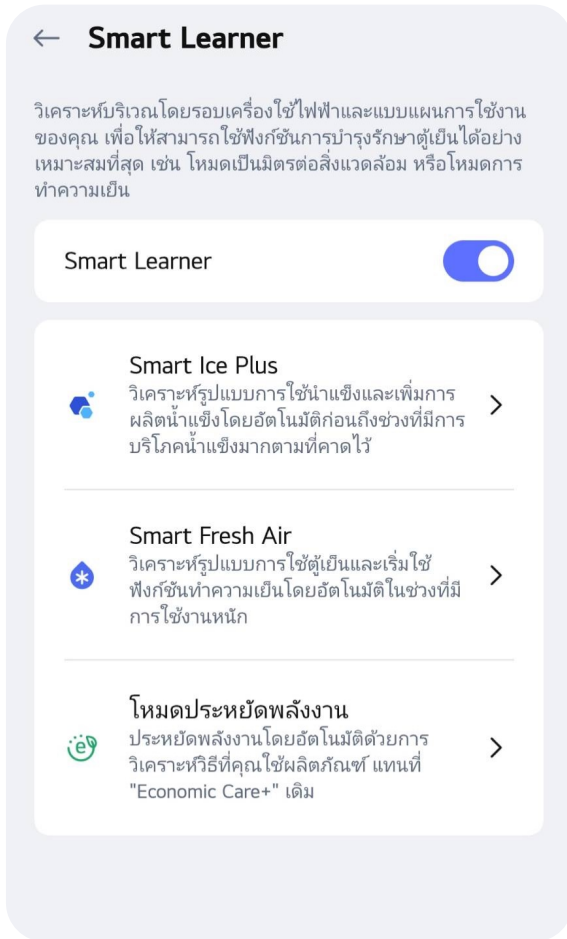 Smart Learner
วิเคราะห์บริเวณโดยรอบเครื่องใช้ไฟฟ้าและแบบแผนการใช้งาน
ของคุณ เพื่อให้สามารถใช้ฟังก์ชันการบำรุงรักษาตู้เย็นได้อย่าง
เหมาะสมที่สุด เช่น โหมดเป็นมิตรต่อสิ่งแวดล้อม หรือโหมดการ
ทำความเย็น
Smart Learner
Smart Ice Plus
วิเคราะห์รูปแบบการใช้น้ำแข็งและเพิ่มการ
ผลิตน้ำแข็งโดยอัตโนมัติก่อนถึงช่วงที่มีการ
บริโภคน้ำแข็งมากตามที่คาดไว้
Smart Fresh Air
วิเคราะห์รูปแบบการใช้ตู้เย็นและเริ่มใช้
ฟังก์ชันทำความเย็นโดยอัตโนมัติในช่วงที่มี
การใช้งานหนัก
โหมดประหยัดพลังงาน
ประหยัดพลังงานโดยอัตโนมัติด้วยการ
วิเคราะห์วิธีที่คุณใช้ผลิตภัณฑ์ แทนที่
"Economic Care+" เดิม